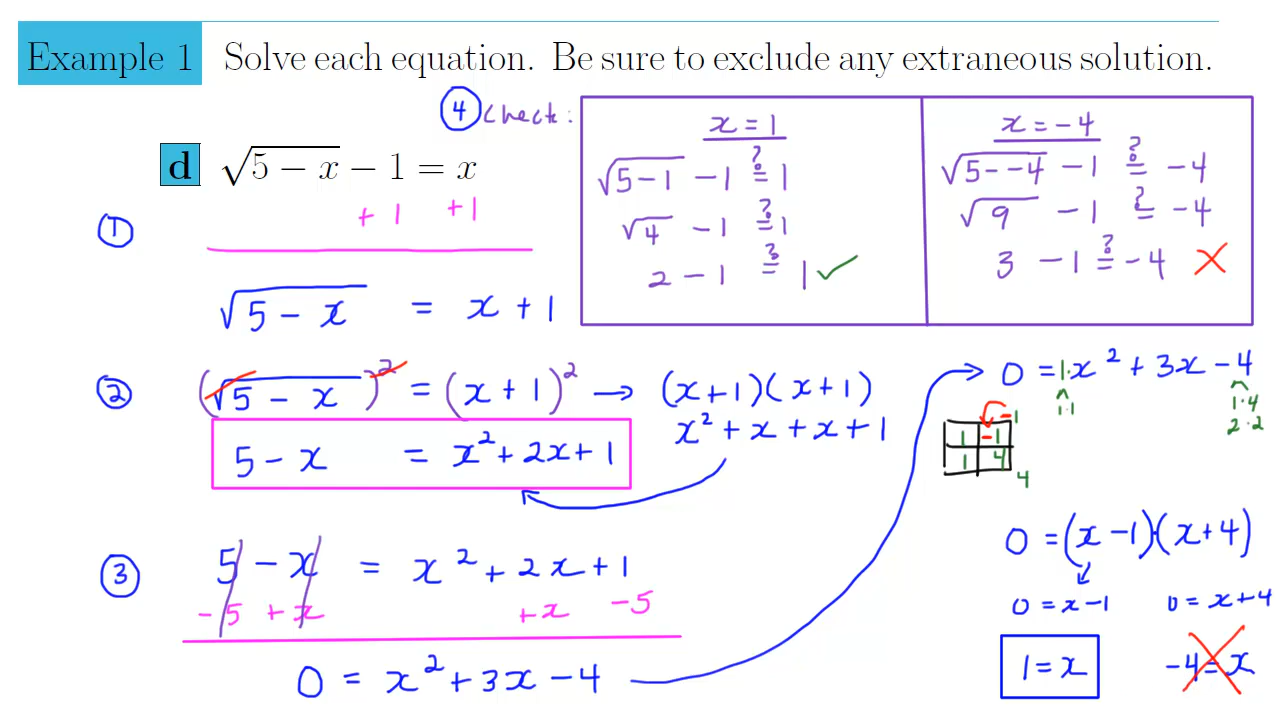 Example 1 Solve each equation. Be sure to exclude any extraneous solution.
④ Check:
d √(5 − x) − 1 = x
① + 1 + 1
√(5 − x) = x + 1
② (√(5 − x))² = (x + 1)² → (x+1)(x+1)
x² + x + x + 1
5 − x = x² + 2x + 1
③ 5 − x = x² + 2x + 1
− 5 + x + x − 5
0 = x² + 3x − 4
x = 1
√(5−1) − 1 ≟ 1
√4 − 1 ≟ 1
2 − 1 ≟ 1 ✓
x = −4
√(5−−4) − 1 ≟ −4
√9 − 1 ≟ −4
3 − 1 ≟ −4 ✗
0 = 1·x² + 3x − 4
1·1 1·4
2·2
−1
1 −1
1 4
4
0 = (x − 1)·(x + 4)
0 = x − 1 0 = x + 4
1 = x −4 = x